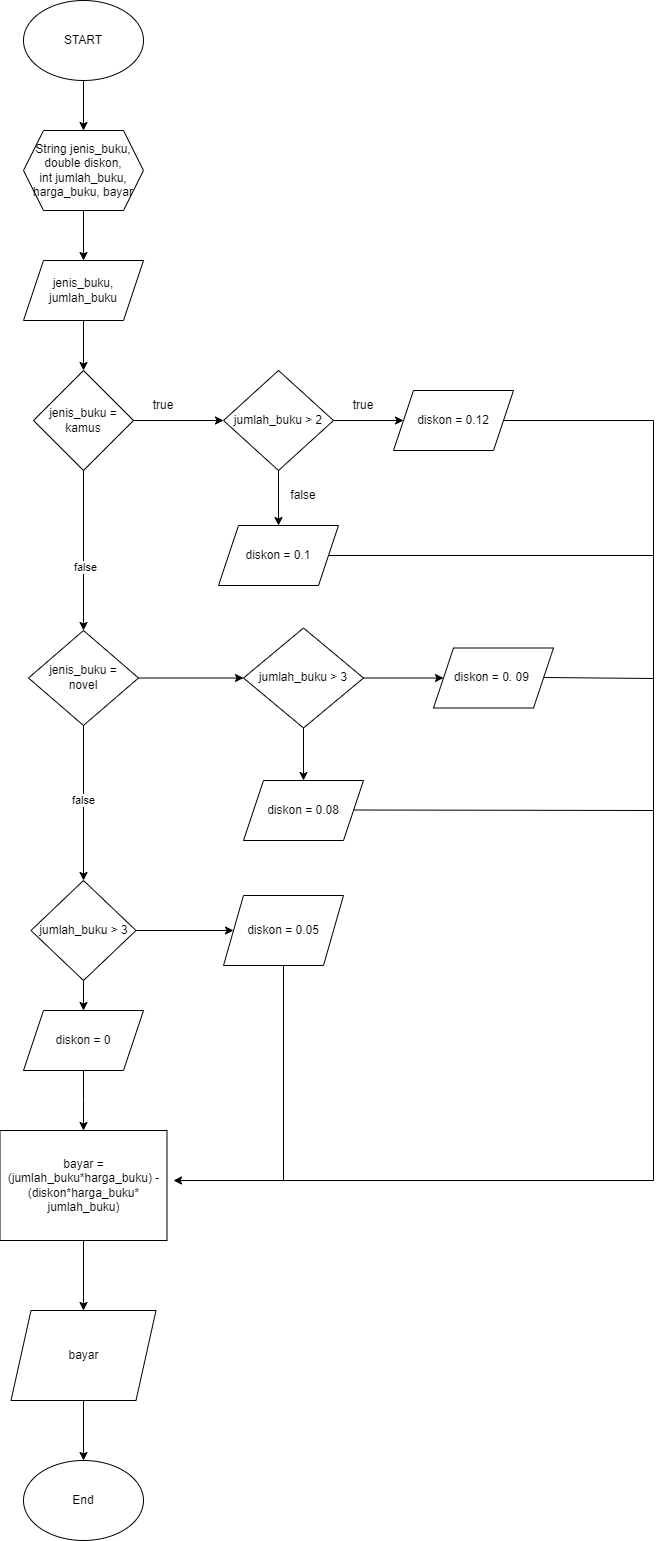 START
String jenis_buku,
double diskon,
int jumlah_buku,
harga_buku, bayar
jenis_buku,
jumlah_buku
jenis_buku =
kamus
true
jumlah_buku > 2
true
diskon = 0.12
false
diskon = 0.1
false
jenis_buku =
novel
jumlah_buku > 3
diskon = 0. 09
false
diskon = 0.08
jumlah_buku > 3
diskon = 0.05
diskon = 0
bayar =
(jumlah_buku*harga_buku) -
(diskon*harga_buku*
jumlah_buku)
bayar
End